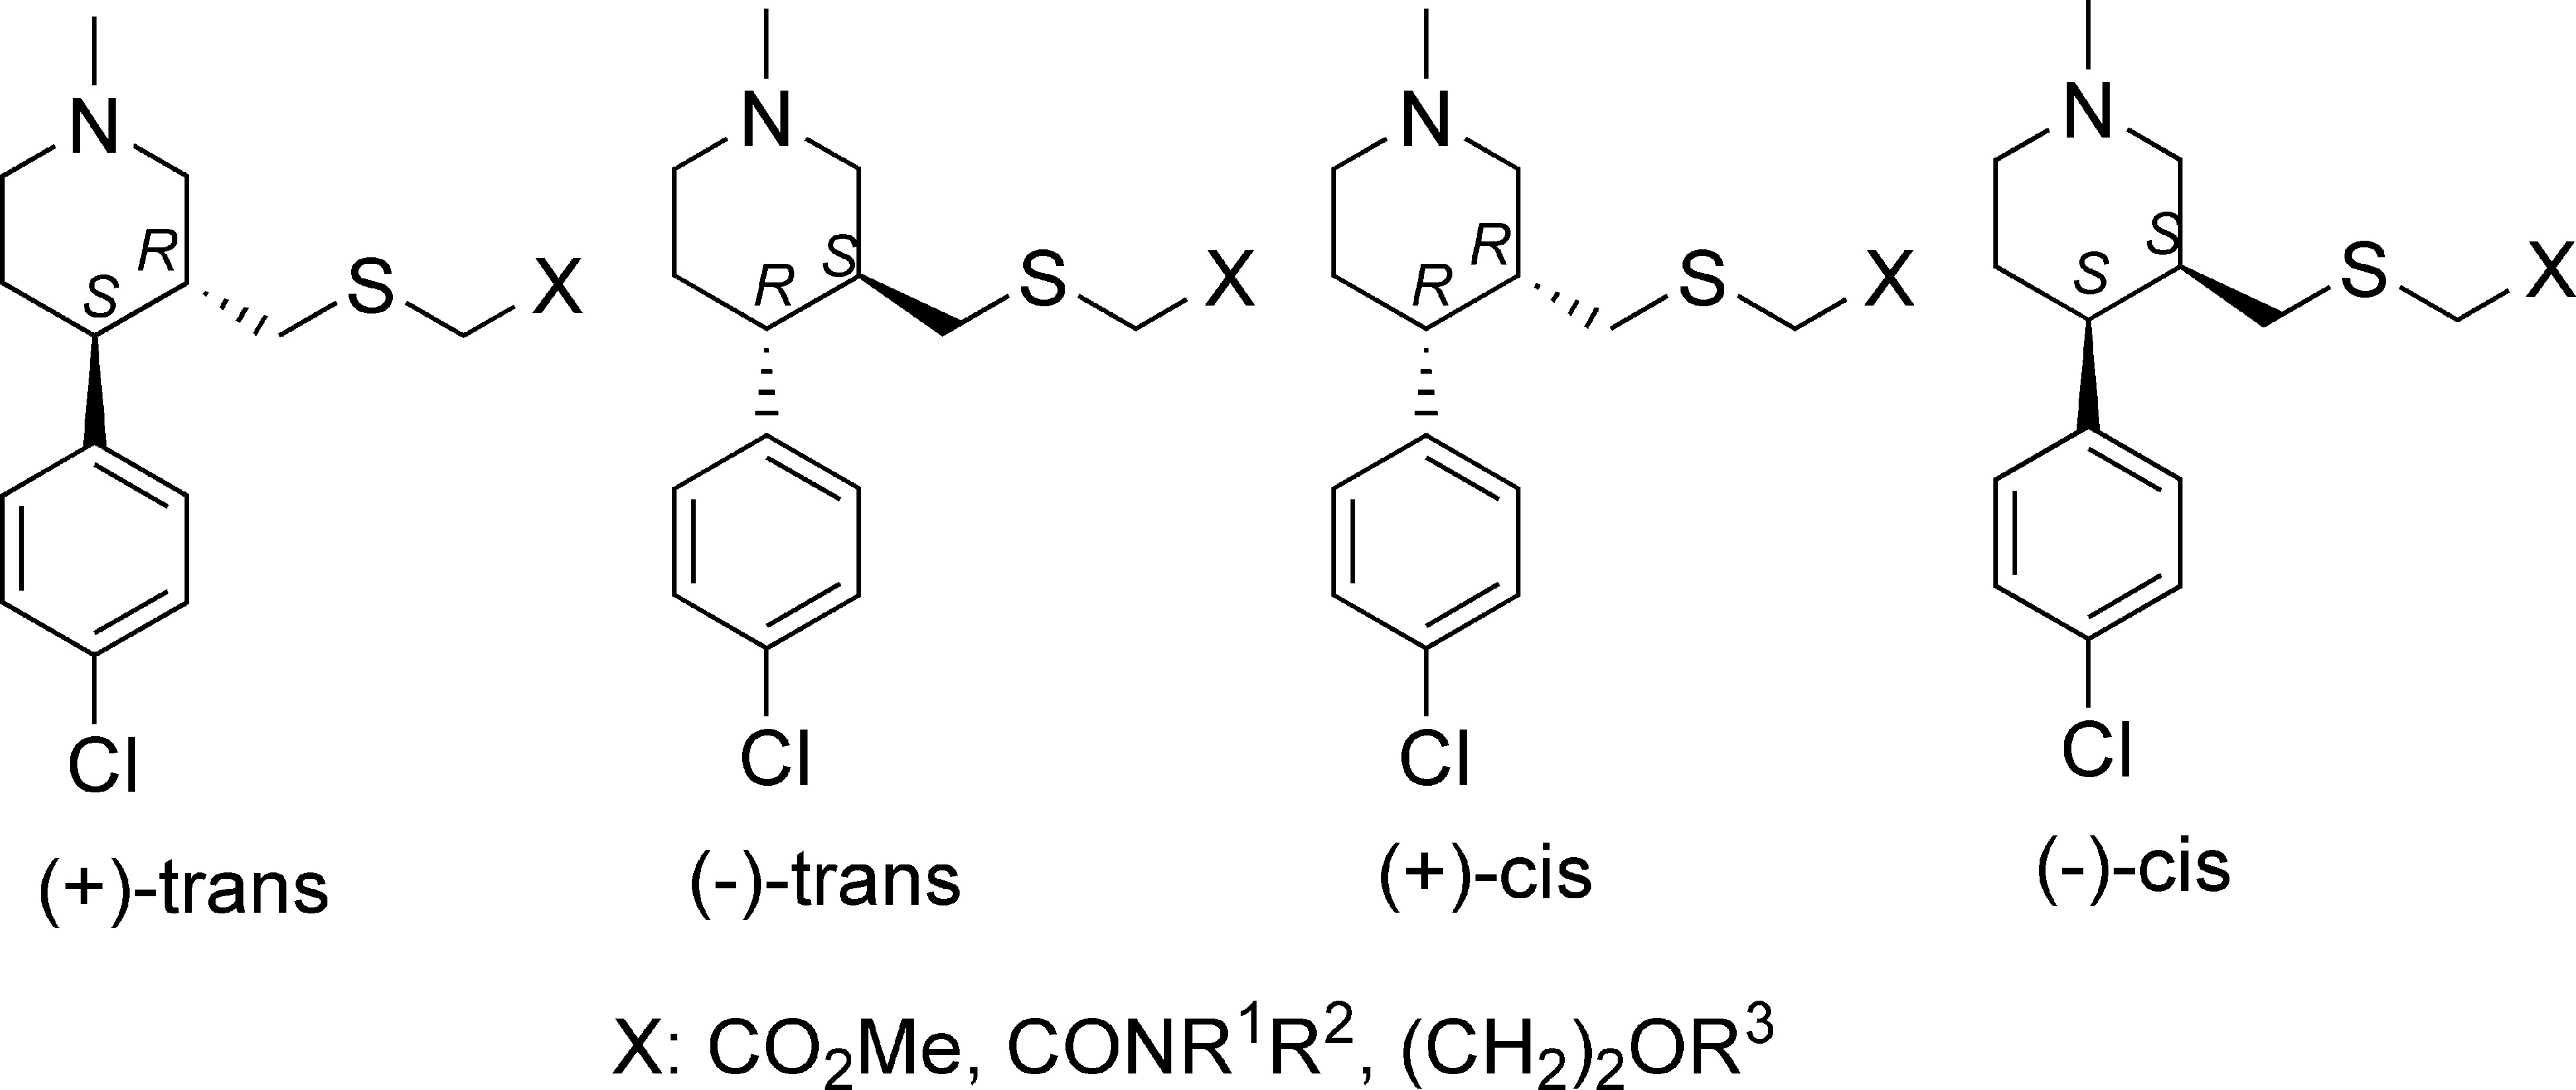 N N N N
R S R S
S R R S
S X S X S X S X
Cl Cl Cl Cl
(+)-trans (-)-trans (+)-cis (-)-cis
X: CO₂Me, CONR¹R², (CH₂)₂OR³